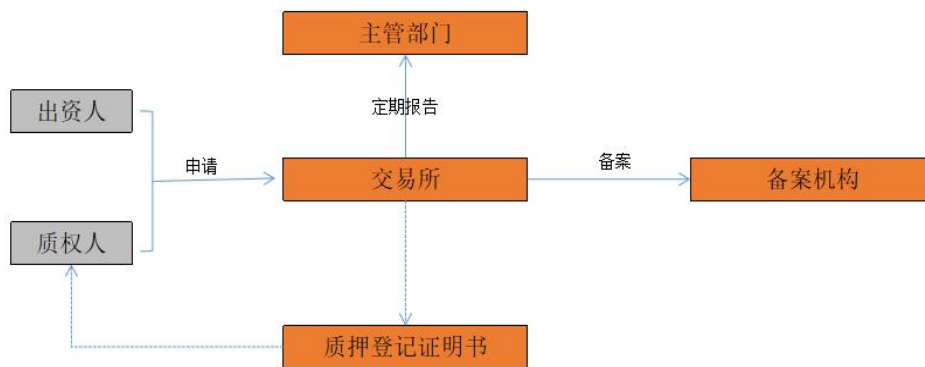 主管部门
出资人
定期报告
申请
交易所
备案
备案机构
质权人
质押登记证明书